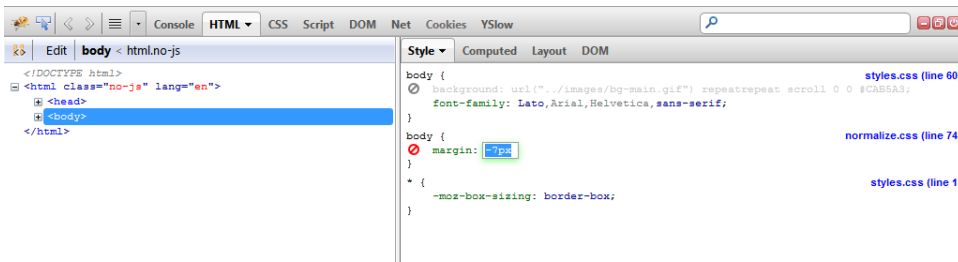 Console HTML CSS Script DOM Net Cookies YSlow
Edit body < html.no-js
Style Computed Layout DOM
<!DOCTYPE html>
<html class="no-js" lang="en">
<head>
<body>
</html>
body { styles.css (line 60
background: url("../images/bg-main.gif") repeatrepeat scroll 0 0 #CAB5A3;
font-family: Lato,Arial,Helvetica,sans-serif;
}
body { normalize.css (line 74
margin: -7px
}
* { styles.css (line 1
-moz-box-sizing: border-box;
}